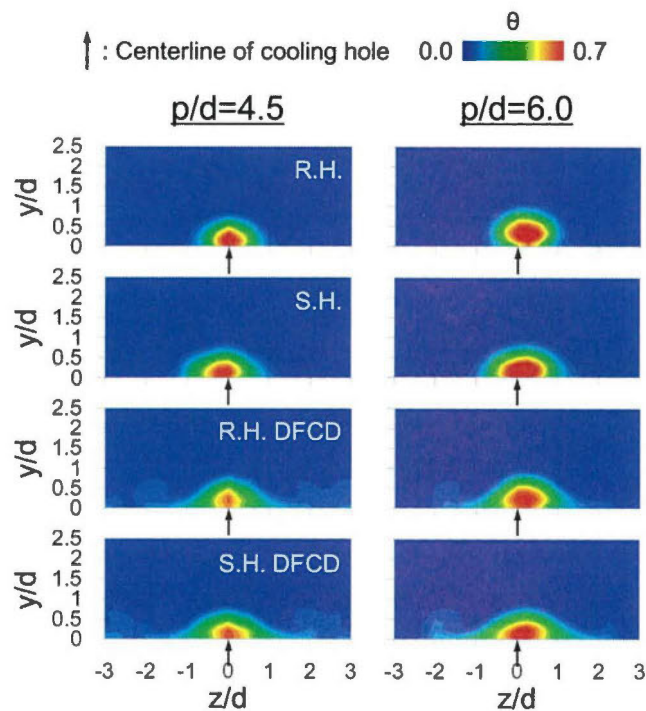 θ
: Centerline of cooling hole 0.0 0.7
p/d=4.5 p/d=6.0
2.5
2
1.5
1
0.5
0
y/d
R.H.
2.5
2
1.5
1
0.5
0
y/d
S.H.
2.5
2
1.5
1
0.5
0
y/d
R.H. DFCD
2.5
2
1.5
1
0.5
0
y/d
S.H. DFCD
-3 -2 -1 0 1 2 3 -3 -2 -1 0 1 2 3
z/d z/d